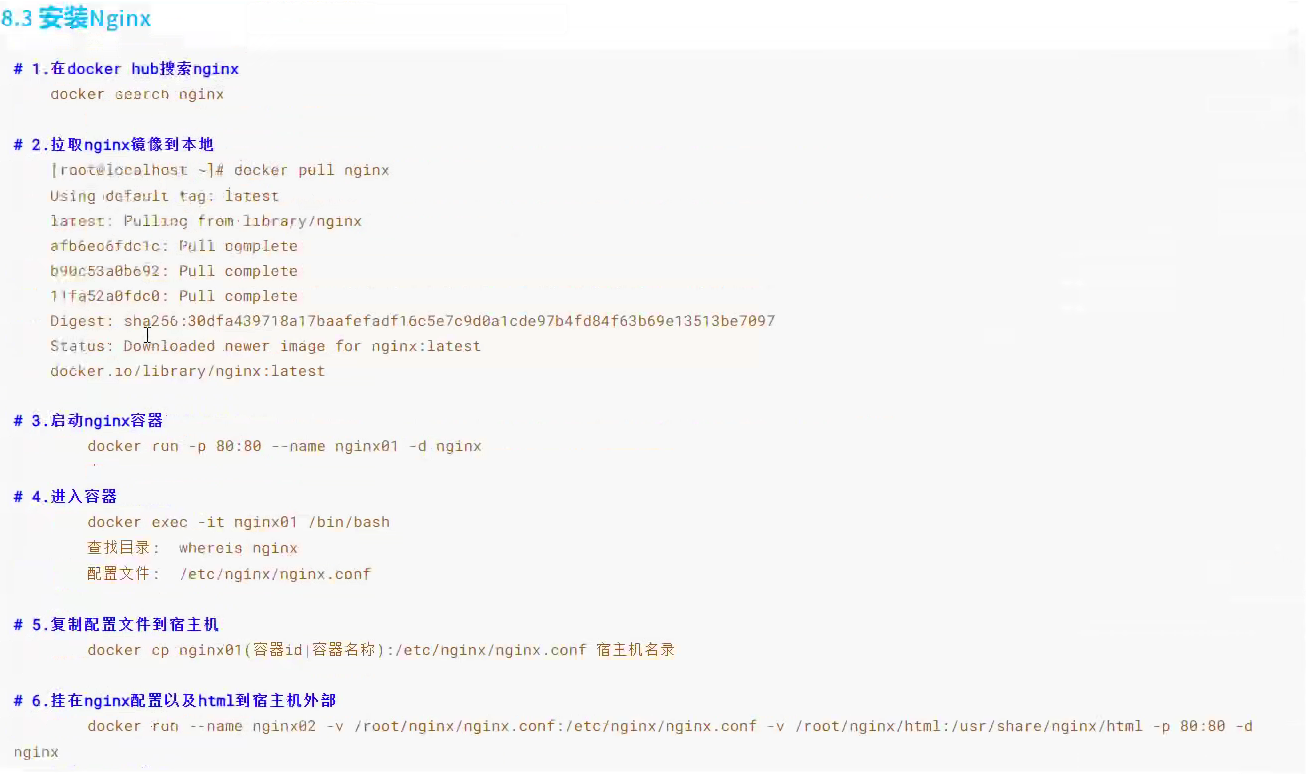 8.3 安装Nginx
# 1.在docker hub搜索nginx
docker search nginx
# 2.拉取nginx镜像到本地
[root@localhost ~]# docker pull nginx
Using default tag: latest
latest: Pulling from library/nginx
afb6ec6fdc1c: Pull complete
b90c53a0b692: Pull complete
11fa52a0fdc0: Pull complete
Digest: sha256:30dfa439718a17baafefadf16c5e7c9d0a1cde97b4fd84f63b69e13513be7097
Status: Downloaded newer image for nginx:latest
docker.io/library/nginx:latest
# 3.启动nginx容器
docker run -p 80:80 --name nginx01 -d nginx
# 4.进入容器
docker exec -it nginx01 /bin/bash
查找目录: whereis nginx
配置文件: /etc/nginx/nginx.conf
# 5.复制配置文件到宿主机
docker cp nginx01(容器id|容器名称):/etc/nginx/nginx.conf 宿主机名录
# 6.挂在nginx配置以及html到宿主机外部
docker run --name nginx02 -v /root/nginx/nginx.conf:/etc/nginx/nginx.conf -v /root/nginx/html:/usr/share/nginx/html -p 80:80 -d
nginx